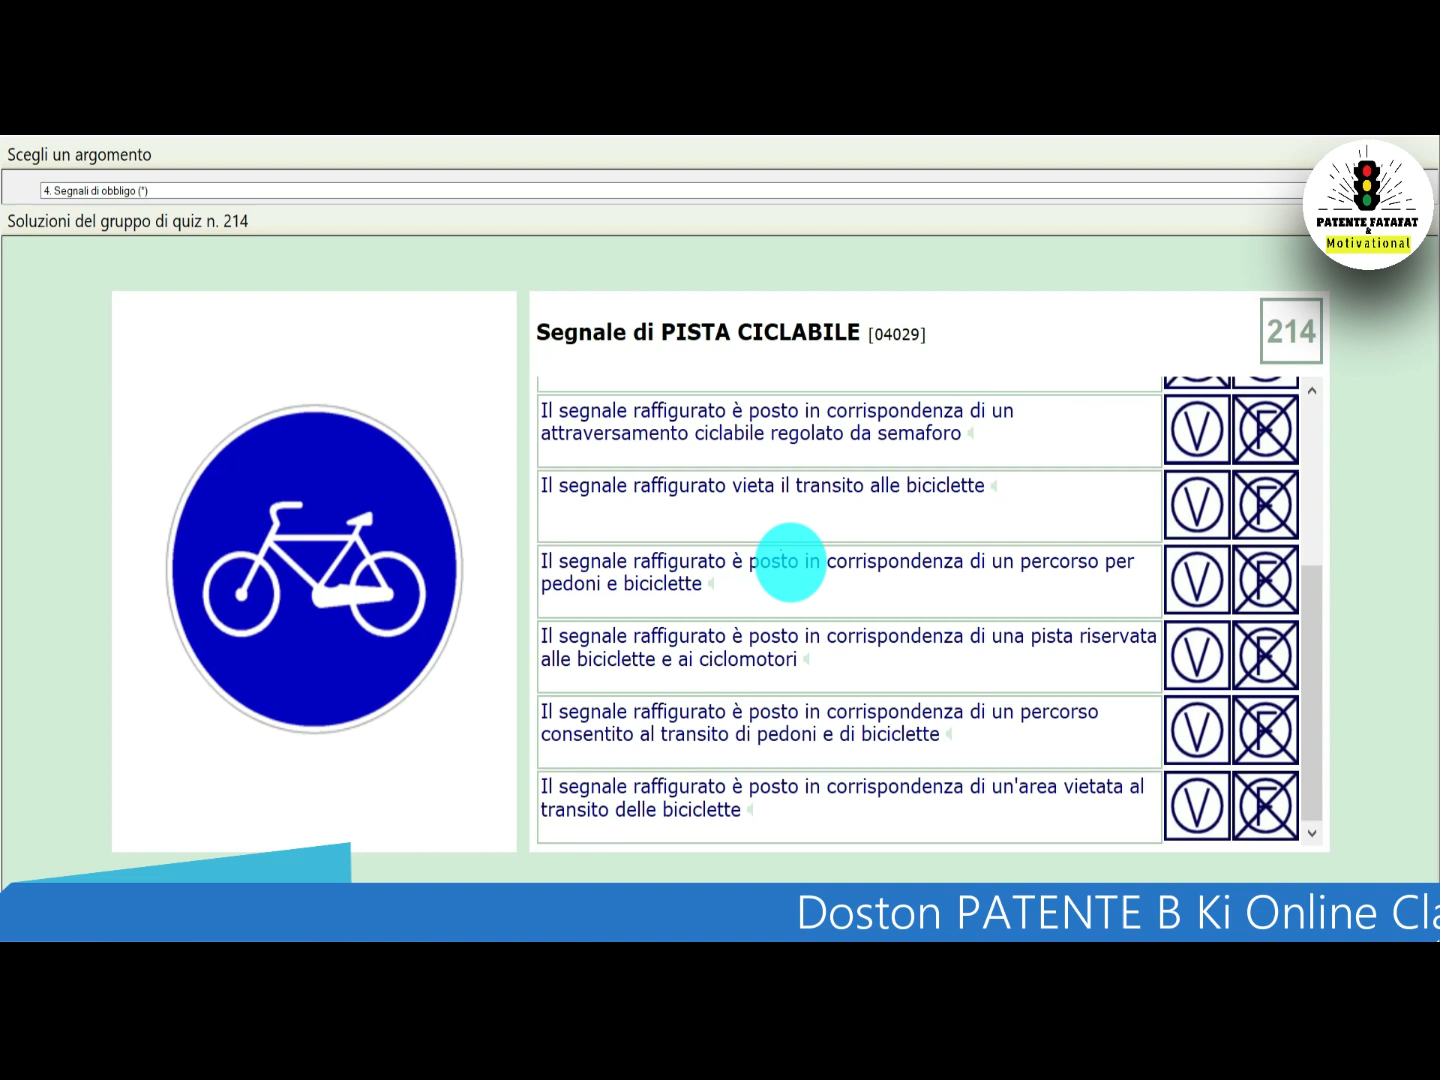 Scegli un argomento
4. Segnali di obbligo (*)
Soluzioni del gruppo di quiz n. 214
PATENTE FATAFAT
&
Motivational
Segnale di PISTA CICLABILE [04029]
214
Il segnale raffigurato è posto in corrispondenza di un
attraversamento ciclabile regolato da semaforo
V F
Il segnale raffigurato vieta il transito alle biciclette
V F
Il segnale raffigurato è posto in corrispondenza di un percorso per
pedoni e biciclette
V F
Il segnale raffigurato è posto in corrispondenza di una pista riservata
alle biciclette e ai ciclomotori
V F
Il segnale raffigurato è posto in corrispondenza di un percorso
consentito al transito di pedoni e di biciclette
V F
Il segnale raffigurato è posto in corrispondenza di un'area vietata al
transito delle biciclette
V F
Doston PATENTE B Ki Online